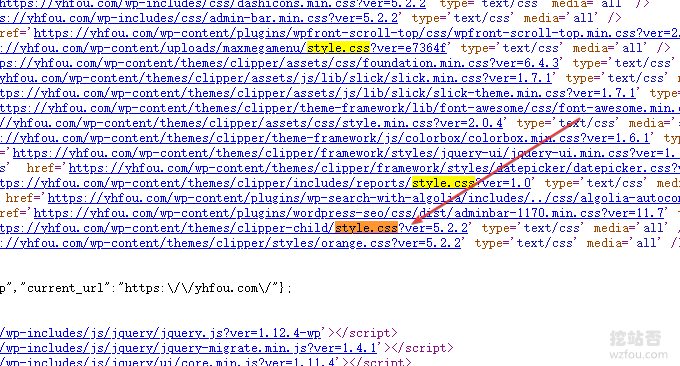 https://yhfou.com/wp-includes/css/dashicons.min.css?ver=5.2.2' type='text/css' media='all' />
https://yhfou.com/wp-includes/css/admin-bar.min.css?ver=5.2.2' type='text/css' media='all' />
href='https://yhfou.com/wp-content/plugins/wpfront-scroll-top/css/wpfront-scroll-top.min.css?ver=2.
yhfou.com/wp-content/uploads/maxmegamenu/style.css?ver=e7364f' type='text/css' media='all' />
tps://yhfou.com/wp-content/themes/clipper/assets/css/foundation.min.css?ver=6.4.3' type='text/css'
yhfou.com/wp-content/themes/clipper/assets/js/lib/slick/slick.min.css?ver=1.7.1' type='text/css' m
s://yhfou.com/wp-content/themes/clipper/assets/js/lib/slick/slick-theme.min.css?ver=1.7.1' type='
https://yhfou.com/wp-content/themes/clipper/theme-framework/lib/font-awesome/css/font-awesome.min.
//yhfou.com/wp-content/themes/clipper/assets/css/style.min.css?ver=2.0.4' type='text/css' media='a
s://yhfou.com/wp-content/themes/clipper/theme-framework/js/colorbox/colorbox.min.css?ver=1.6.1' ty
='https://yhfou.com/wp-content/themes/clipper/framework/styles/jquery-ui/jquery-ui.min.css?ver=1.
ss' href='https://yhfou.com/wp-content/themes/clipper/framework/styles/datepicker/datepicker.css?
tps://yhfou.com/wp-content/themes/clipper/includes/reports/style.css?ver=1.0' type='text/css' med
href='https://yhfou.com/wp-content/plugins/wp-search-with-algolia/includes/../css/algolia-autocom
ref='https://yhfou.com/wp-content/plugins/wordpress-seo/css/dist/adminbar-1170.min.css?ver=11.7' t
ttps://yhfou.com/wp-content/themes/clipper-child/style.css?ver=5.2.2' type='text/css' media='all'
s://yhfou.com/wp-content/themes/clipper/styles/orange.css?ver=5.2.2' type='text/css' media='all' /
p","current_url":"https:\/\/yhfou.com\/"};
/wp-includes/js/jquery/jquery.js?ver=1.12.4-wp'></script>
/wp-includes/js/jquery/jquery-migrate.min.js?ver=1.4.1'></script>
/wp-includes/js/jquery/ui/core.min.js?ver=1.11.4'></script>
挖站否
wzfou.com